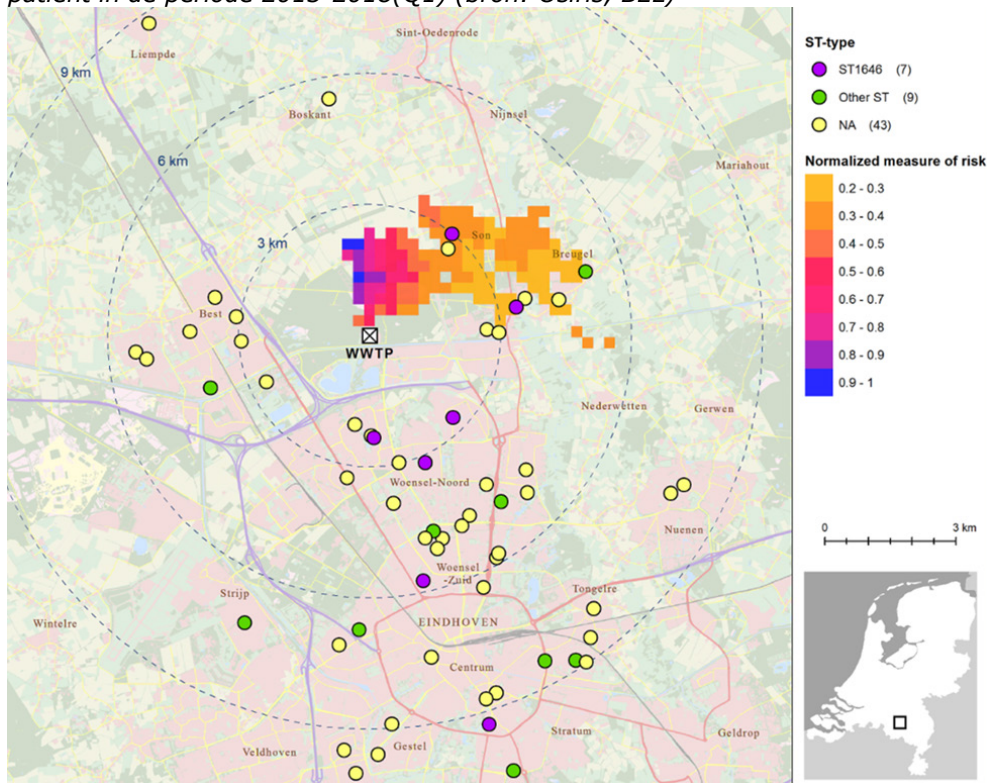 patiënt in de periode 2013-2018(Q1) (bron: Osiris, BEL)
Sint-Oedenrode
Liempde
9 km
Boskant
Nijnsel
6 km
Mariahout
3 km
Son
Breugel
Best
WWTP
Nederwetten
Gerwen
Woensel-Noord
Nuenen
Woensel
-Zuid
Strijp
Tongelre
Wintelre
EINDHOVEN
Centrum
Stratum
Geldrop
Veldhoven
Gestel
ST-type
ST1646 (7)
Other ST (9)
NA (43)
Normalized measure of risk
0.2 - 0.3
0.3 - 0.4
0.4 - 0.5
0.5 - 0.6
0.6 - 0.7
0.7 - 0.8
0.8 - 0.9
0.9 - 1
0 3 km